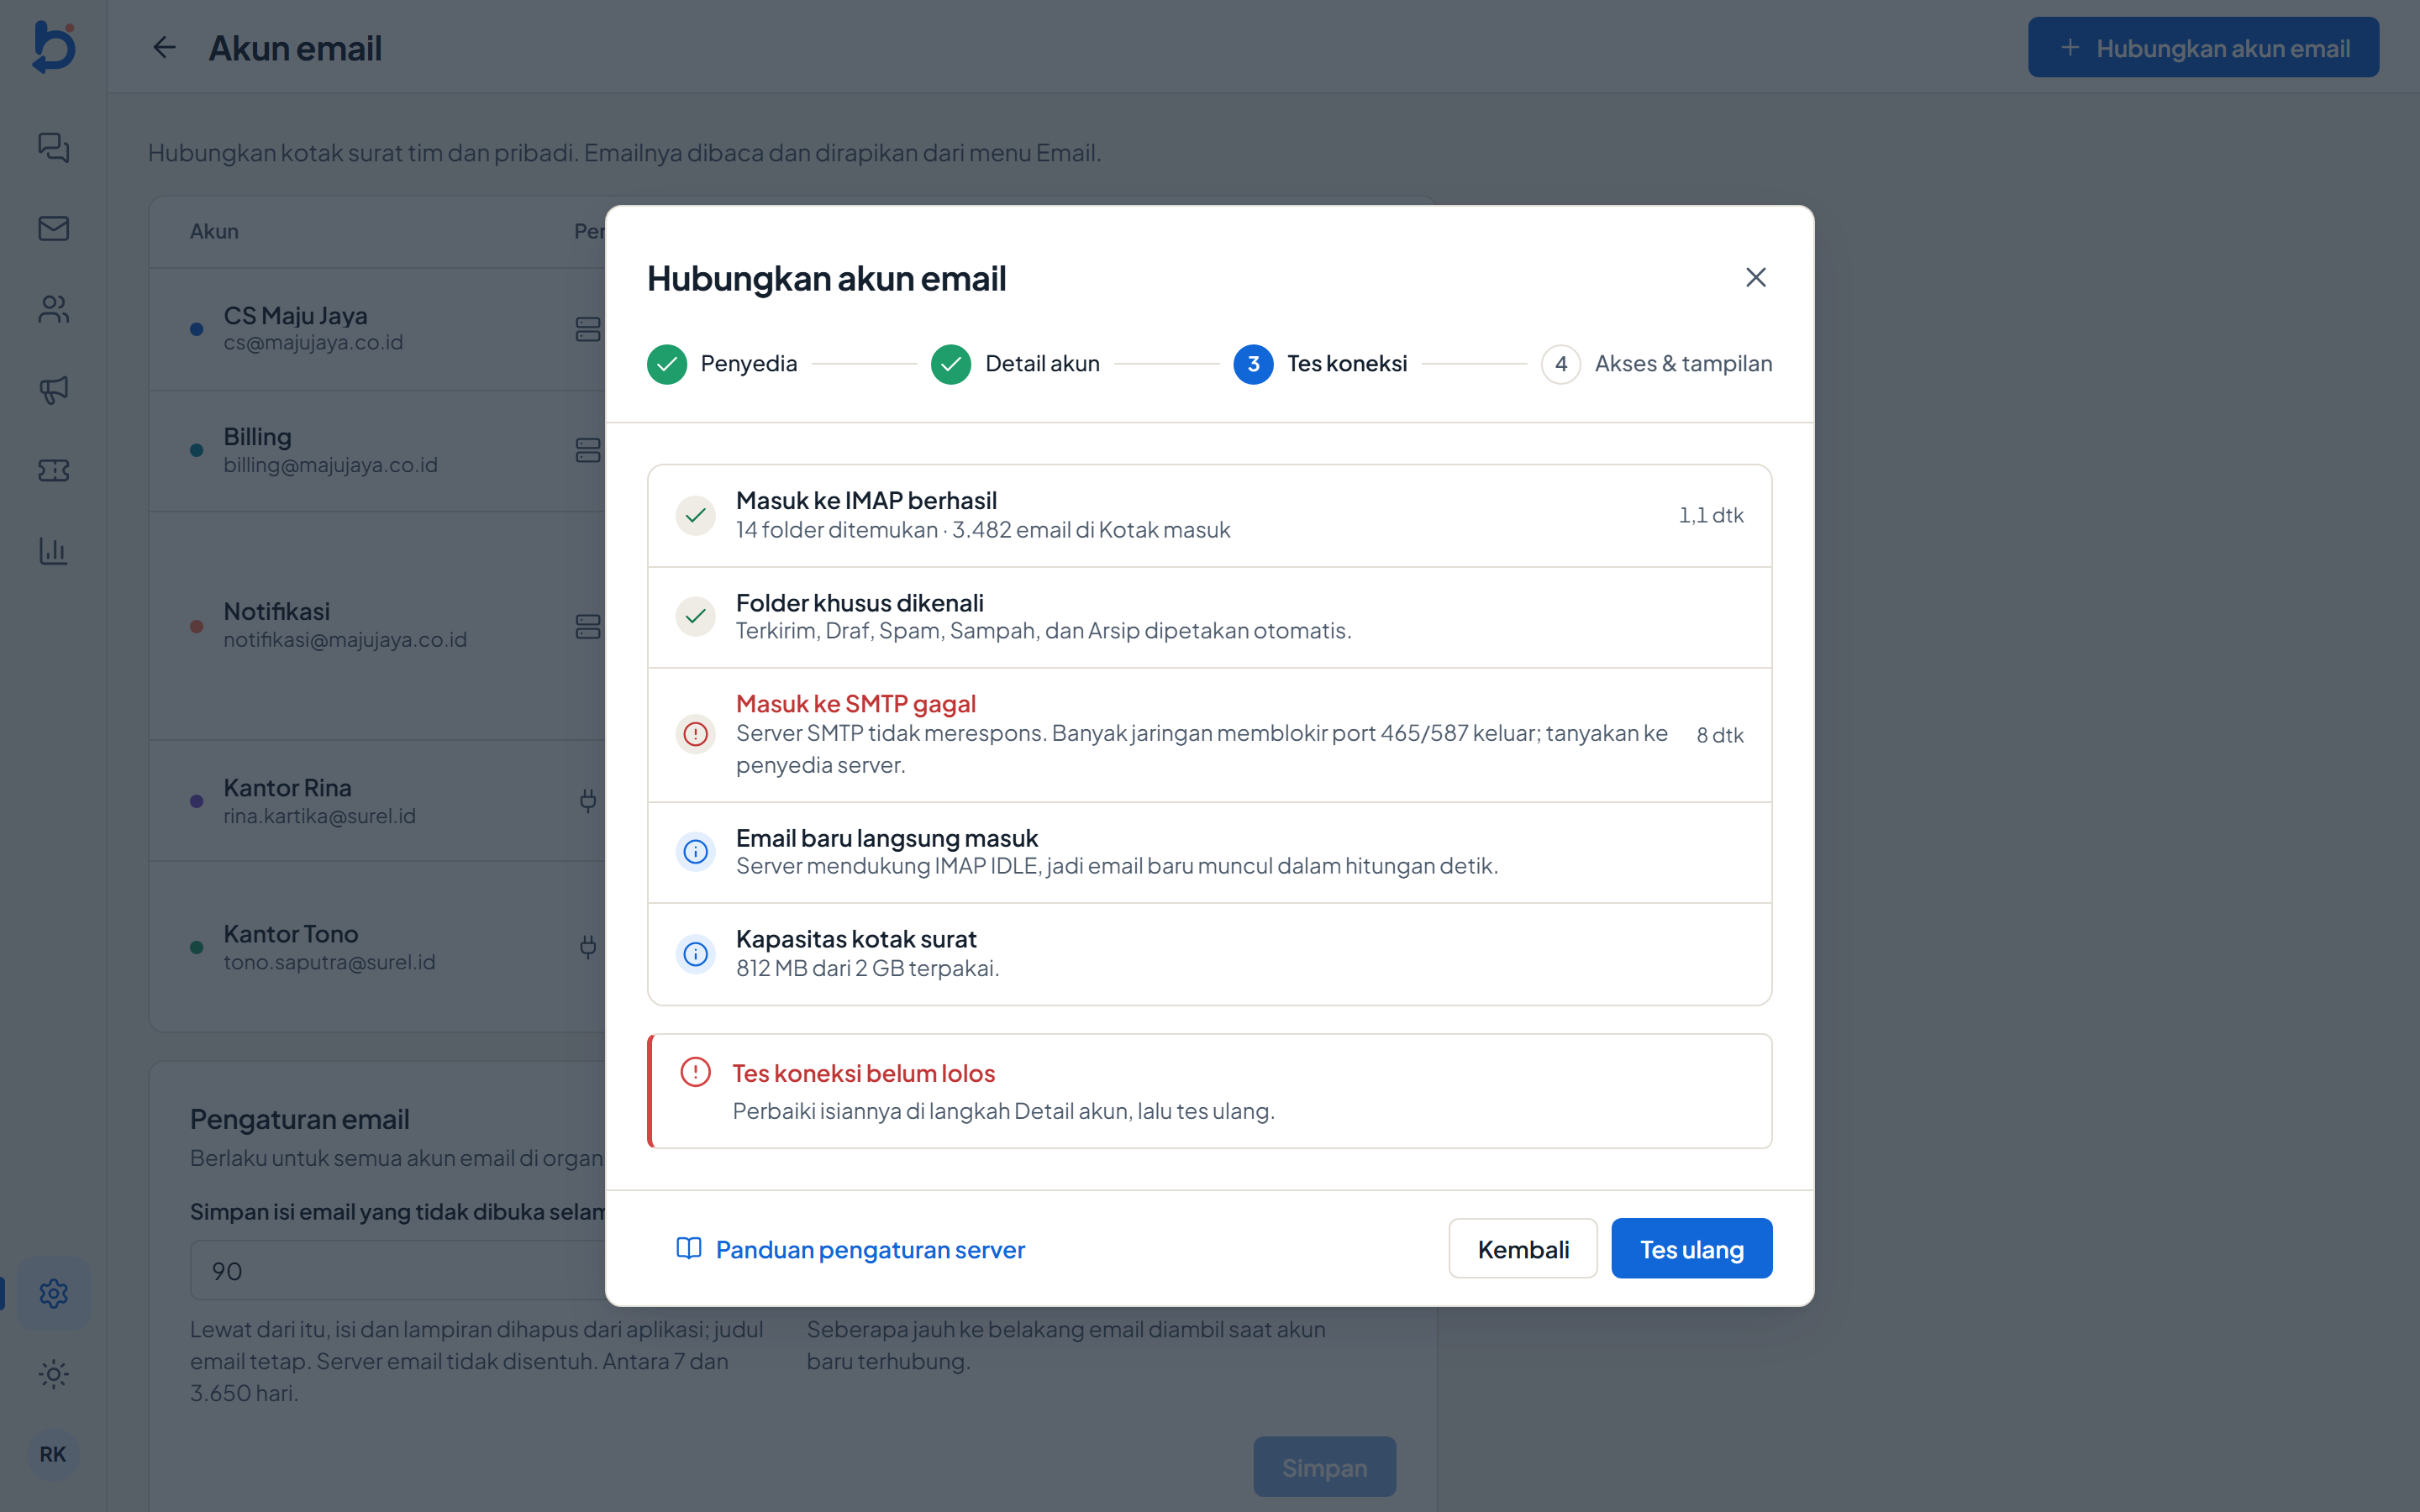 Akun email
+ Hubungkan akun email
Hubungkan kotak surat tim dan pribadi. Emailnya dibaca dan dirapikan dari menu Email.
Akun
CS Maju Jaya
cs@majujaya.co.id
Billing
billing@majujaya.co.id
Notifikasi
notifikasi@majujaya.co.id
Kantor Rina
rina.kartika@surel.id
Kantor Tono
tono.saputra@surel.id
Pengaturan email
Berlaku untuk semua akun email di organ
Simpan isi email yang tidak dibuka selam
90
Lewat dari itu, isi dan lampiran dihapus dari aplikasi; judul
email tetap. Server email tidak disentuh. Antara 7 dan
3.650 hari.
Seberapa jauh ke belakang email diambil saat akun
baru terhubung.
Simpan
RK
Hubungkan akun email
Penyedia
Detail akun
3 Tes koneksi
4 Akses & tampilan
Masuk ke IMAP berhasil
14 folder ditemukan · 3.482 email di Kotak masuk
1,1 dtk
Folder khusus dikenali
Terkirim, Draf, Spam, Sampah, dan Arsip dipetakan otomatis.
Masuk ke SMTP gagal
Server SMTP tidak merespons. Banyak jaringan memblokir port 465/587 keluar; tanyakan ke
penyedia server.
8 dtk
Email baru langsung masuk
Server mendukung IMAP IDLE, jadi email baru muncul dalam hitungan detik.
Kapasitas kotak surat
812 MB dari 2 GB terpakai.
Tes koneksi belum lolos
Perbaiki isiannya di langkah Detail akun, lalu tes ulang.
Panduan pengaturan server
Kembali
Tes ulang